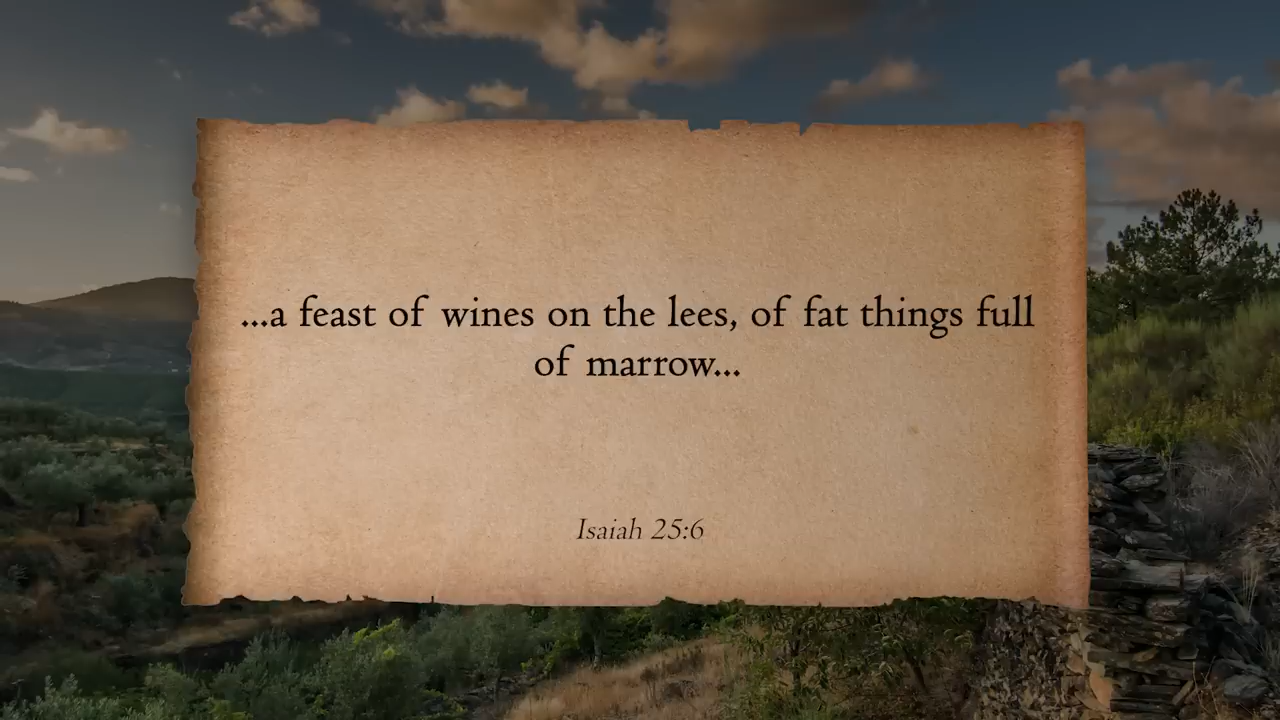 ...a feast of wines on the lees, of fat things full
of marrow...
Isaiah 25:6